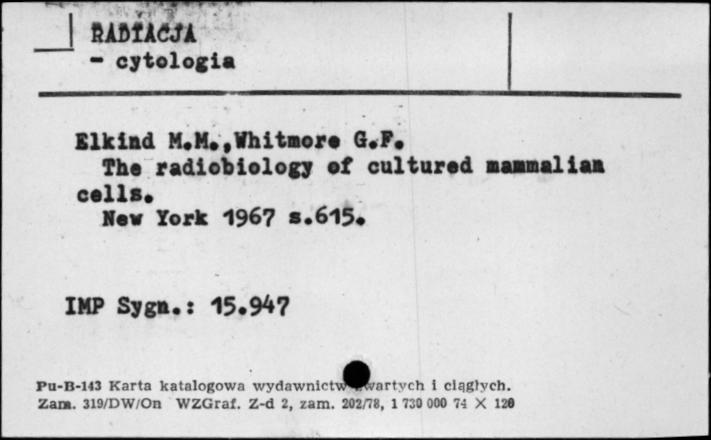 RADIACJA
- cytologia
Elkind M.M.,Whitmore G.F.
The radiobiology of cultured mammalian
cells.
New York 1967 s.615.
IMP Sygn.: 15.947
Pu-B-143 Karta katalogowa wydawnictw zwartych i ciągłych.
Zam. 319/DW/On WZGraf. Z-d 2, zam. 202/78, 1 730 000 74 X 120